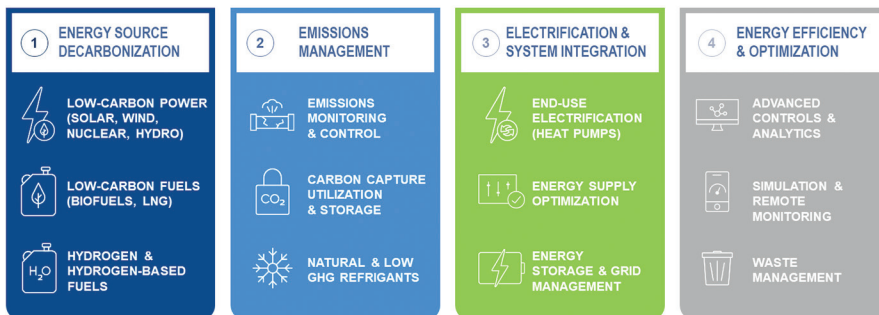 1
ENERGY SOURCE
DECARBONIZATION
LOW-CARBON POWER
(SOLAR, WIND,
NUCLEAR, HYDRO)
LOW-CARBON FUELS
(BIOFUELS, LNG)
H₂O
HYDROGEN &
HYDROGEN-BASED
FUELS
2
EMISSIONS
MANAGEMENT
EMISSIONS
MONITORING
& CONTROL
CO₂
CARBON CAPTURE
UTILIZATION
& STORAGE
NATURAL & LOW
GHG REFRIGANTS
3
ELECTRIFICATION &
SYSTEM INTEGRATION
END-USE
ELECTRIFICATION
(HEAT PUMPS)
ENERGY SUPPLY
OPTIMIZATION
ENERGY
STORAGE & GRID
MANAGEMENT
4
ENERGY EFFICIENCY
& OPTIMIZATION
ADVANCED
CONTROLS &
ANALYTICS
SIMULATION &
REMOTE
MONITORING
WASTE
MANAGEMENT